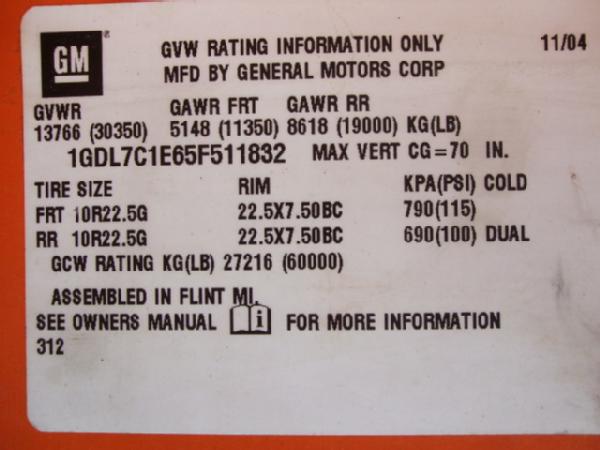 GM® GVW RATING INFORMATION ONLY 11/04
MFD BY GENERAL MOTORS CORP
GVWR GAWR FRT GAWR RR
13766 (30350) 5148 (11350) 8618 (19000) KG(LB)
1GDL7C1E65F511832 MAX VERT CG=70 IN.
TIRE SIZE RIM KPA(PSI) COLD
FRT 10R22.5G 22.5X7.50BC 790(115)
RR 10R22.5G 22.5X7.50BC 690(100) DUAL
GCW RATING KG(LB) 27216 (60000)
ASSEMBLED IN FLINT MI.
SEE OWNERS MANUAL i FOR MORE INFORMATION
312